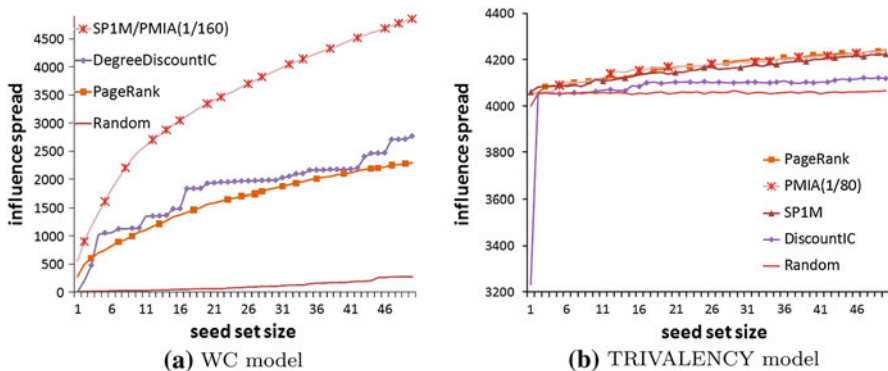 influence spread
4500
4000
3500
3000
2500
2000
1500
1000
500
0
SP1M/PMIA(1/160)
DegreeDiscountIC
PageRank
Random
1 6 11 16 21 26 31 36 41 46
seed set size
(a) WC model
influence spread
4200
4000
3800
3600
3400
3200
PageRank
PMIA(1/80)
SP1M
DiscountIC
Random
1 6 11 16 21 26 31 36 41 46
seed set size
(b) TRIVALENCY model